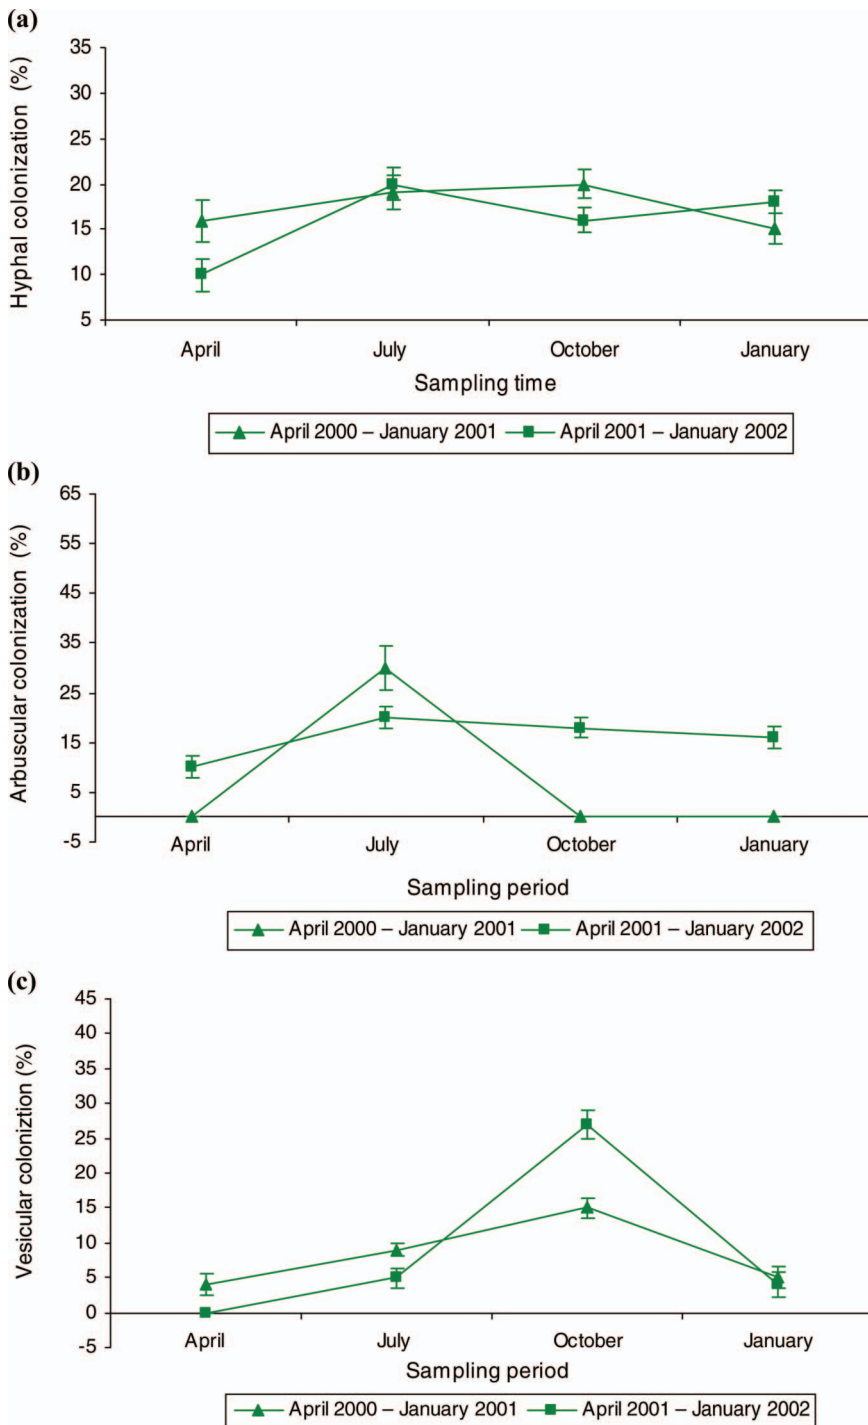 (a)
Hyphal colonization (%)
35
30
25
20
15
10
5
April July October January
Sampling time
April 2000 – January 2001 April 2001 – January 2002
(b)
Arbuscular colonization (%)
65
55
45
35
25
15
5
-5
April July October January
Sampling period
April 2000 – January 2001 April 2001 – January 2002
(c)
Vesicular coloniztion (%)
45
40
35
30
25
20
15
10
5
0
-5
April July October January
Sampling period
April 2000 – January 2001 April 2001 – January 2002